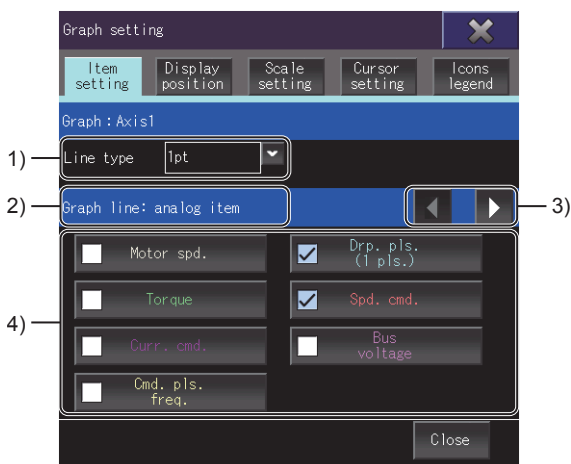 Graph setting
Item setting
Display position
Scale setting
Cursor setting
Icons legend
Graph : Axis1
1)
Line type 1pt
2)
Graph line: analog item
3)
4)
Motor spd.
Drp. pls. (1 pls.)
Torque
Spd. cmd.
Curr. cmd.
Bus voltage
Cmd. pls. freq.
Close